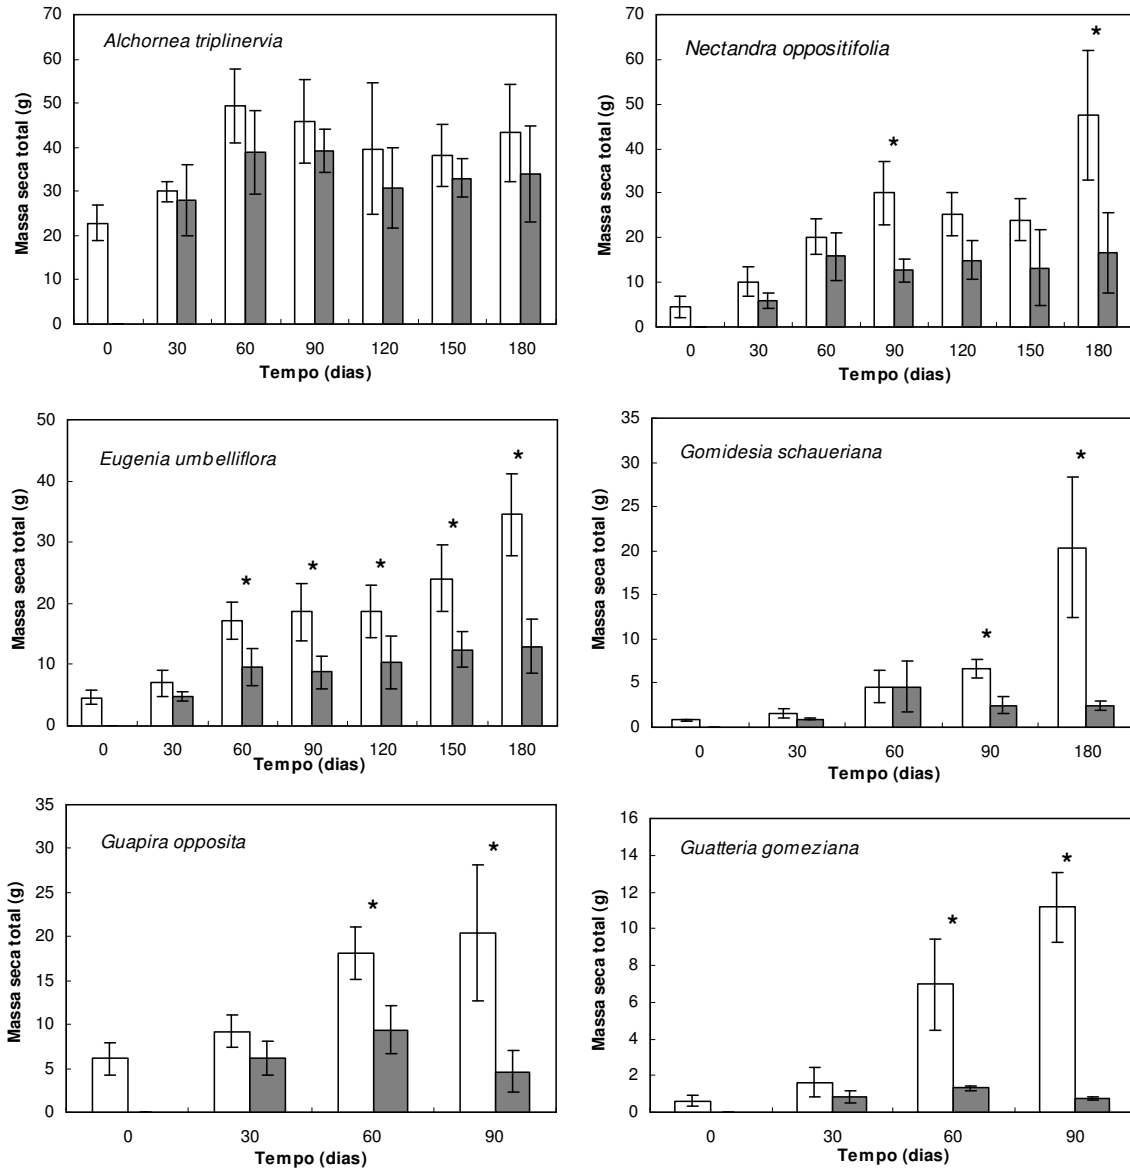 Alchornea triplinervia
Massa seca total (g)
70
60
50
40
30
20
10
0
0 30 60 90 120 150 180
Tempo (dias)
Nectandra oppositifolia
Massa seca total (g)
70
60
50
40
30
20
10
0
* *
0 30 60 90 120 150 180
Tempo (dias)
Eugenia umbelliflora
Massa seca total (g)
50
40
30
20
10
0
* * * * *
0 30 60 90 120 150 180
Tempo (dias)
Gomidesia schaueriana
Massa seca total (g)
35
30
25
20
15
10
5
0
* *
0 30 60 90 180
Tempo (dias)
Guapira opposita
Massa seca total (g)
35
30
25
20
15
10
5
0
* *
0 30 60 90
Tempo (dias)
Guatteria gomeziana
Massa seca total (g)
16
14
12
10
8
6
4
2
0
* *
0 30 60 90
Tempo (dias)